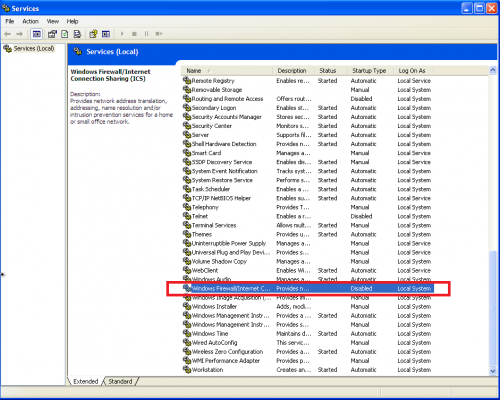 Services
File Action View Help
Services (Local)
Services (Local)
Windows Firewall/Internet Connection Sharing (ICS)
Description:
Provides network address translation, addressing, name resolution and/or intrusion prevention services for a home or small office network.
Name Description Status Startup Type Log On As
Remote Registry Enables re... Started Automatic Local Service
Removable Storage Manual Local System
Routing and Remote Access Offers rout... Disabled Local System
Secondary Logon Enables st... Started Automatic Local System
Security Accounts Manager Stores sec... Started Automatic Local System
Security Center Monitors s... Started Automatic Local System
Server Supports fil... Started Automatic Local System
Shell Hardware Detection Provides n... Started Automatic Local System
Smart Card Manages a... Manual Local Service
SSDP Discovery Service Enables dis... Started Manual Local Service
System Event Notification Tracks syst... Started Automatic Local System
System Restore Service Performs s... Started Automatic Local System
Task Scheduler Enables a ... Started Automatic Local System
TCP/IP NetBIOS Helper Enables su... Started Automatic Local Service
Telephony Provides T... Manual Local System
Telnet Enables a r... Disabled Local System
Terminal Services Allows mult... Started Manual Local System
Themes Provides u... Started Automatic Local System
Uninterruptible Power Supply Manages a... Manual Local Service
Universal Plug and Play Devi... Provides s... Manual Local Service
Volume Shadow Copy Manages a... Manual Local System
WebClient Enables Wi... Started Automatic Local Service
Windows Audio Manages a... Started Automatic Local System
Windows Firewall/Internet C... Provides n... Disabled Local System
Windows Image Acquisition (... Provides im... Manual Local System
Windows Installer Adds, modi... Manual Local System
Windows Management Instr... Provides a ... Started Automatic Local System
Windows Management Instr... Provides s... Manual Local System
Windows Time Maintains d... Started Automatic Local System
Wired AutoConfig This servic... Manual Local System
Wireless Zero Configuration Provides a... Started Automatic Local System
WMI Performance Adapter Provides p... Manual Local System
Workstation Creates an... Started Automatic Local System
Extended Standard